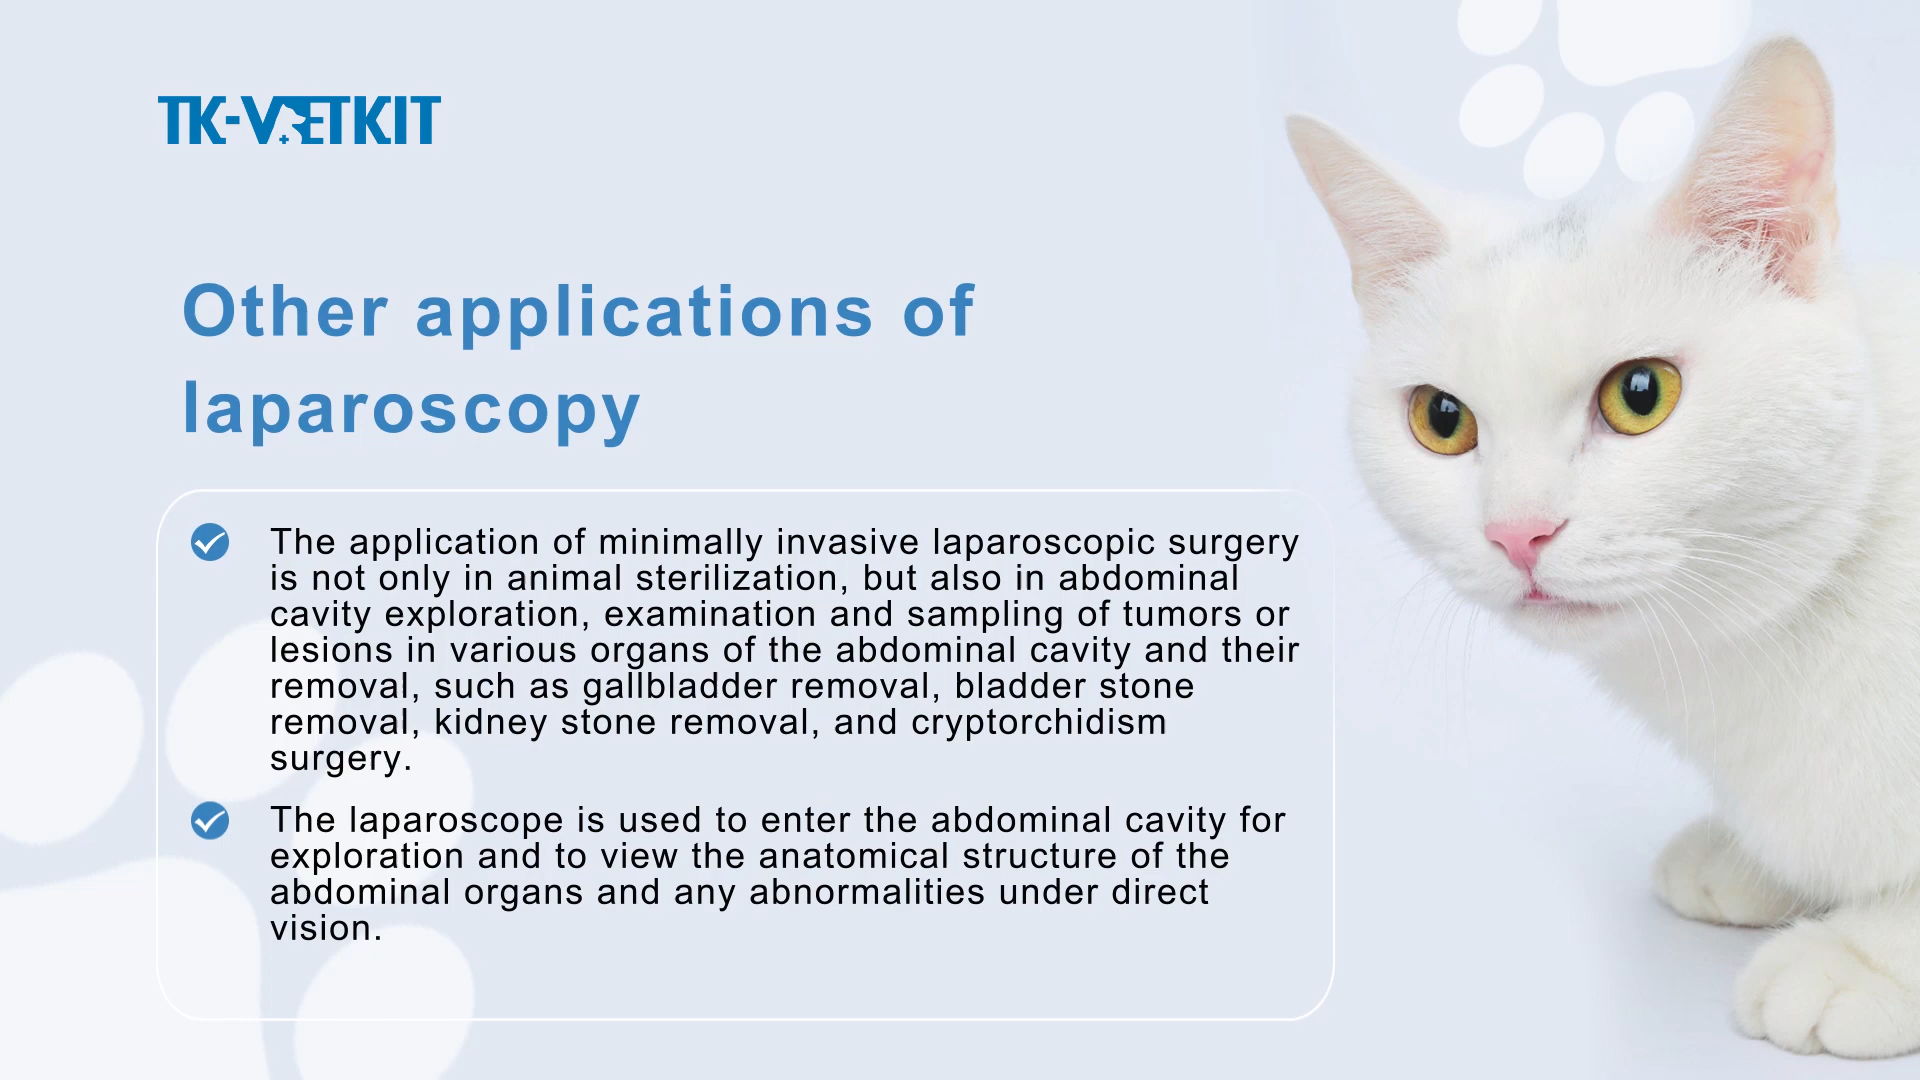 TK-VETKIT
Other applications of
laparoscopy
The application of minimally invasive laparoscopic surgery
is not only in animal sterilization, but also in abdominal
cavity exploration, examination and sampling of tumors or
lesions in various organs of the abdominal cavity and their
removal, such as gallbladder removal, bladder stone
removal, kidney stone removal, and cryptorchidism
surgery.
The laparoscope is used to enter the abdominal cavity for
exploration and to view the anatomical structure of the
abdominal organs and any abnormalities under direct
vision.